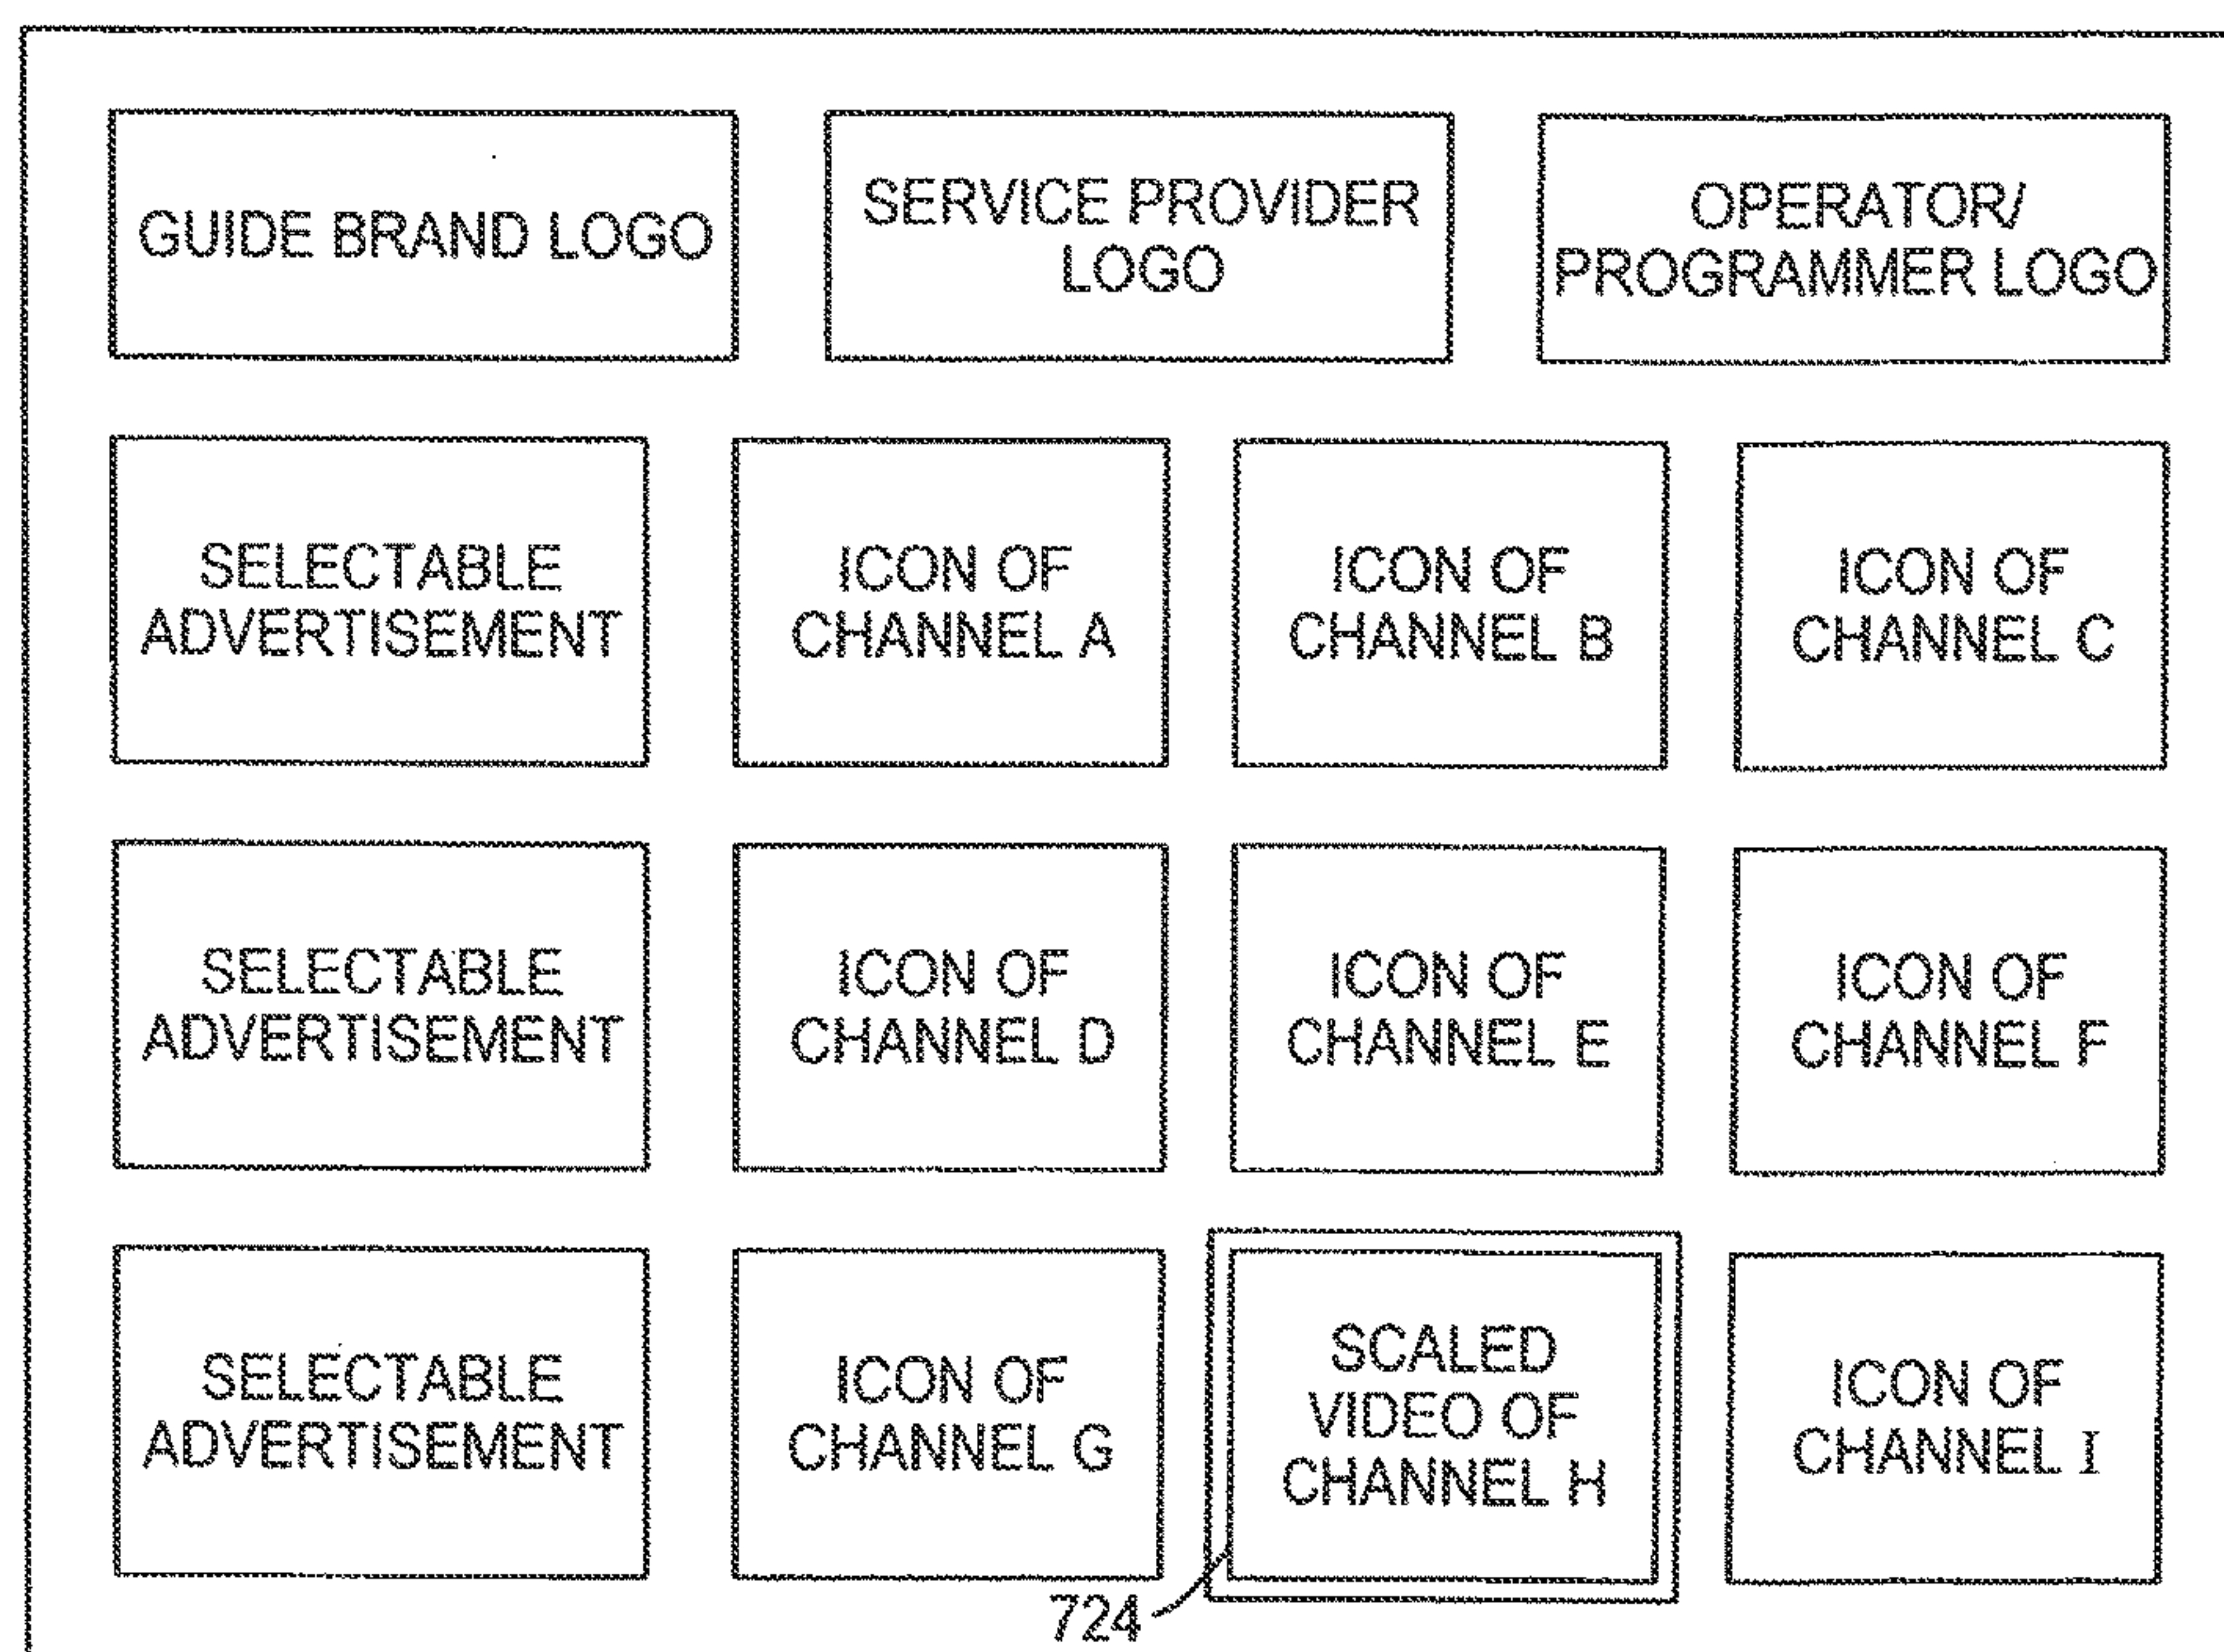 GUIDE BRAND LOGO
SERVICE PROVIDER
LOGO
OPERATOR/
PROGRAMMER LOGO
SELECTABLE
ADVERTISEMENT
ICON OF
CHANNEL A
ICON OF
CHANNEL B
ICON OF
CHANNEL C
SELECTABLE
ADVERTISEMENT
ICON OF
CHANNEL D
ICON OF
CHANNEL E
ICON OF
CHANNEL F
SELECTABLE
ADVERTISEMENT
ICON OF
CHANNEL G
SCALED
VIDEO OF
CHANNEL H
ICON OF
CHANNEL I
724